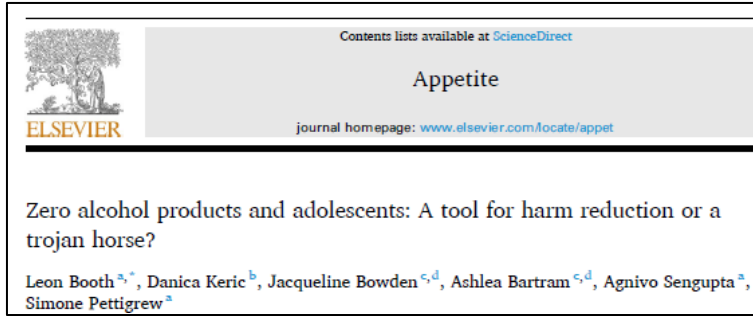 Contents lists available at ScienceDirect
Appetite
ELSEVIER
journal homepage: www.elsevier.com/locate/appet
Zero alcohol products and adolescents: A tool for harm reduction or a
trojan horse?
Leon Booth a,*, Danica Keric b, Jacqueline Bowden c,d, Ashlea Bartram c,d, Agnivo Sengupta a,
Simone Pettigrew a